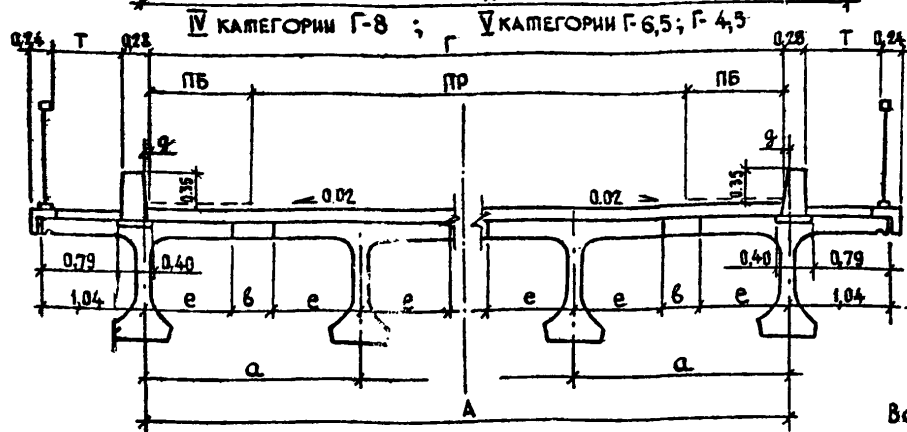 IV КАТЕГОРИИ Г-8 ; V КАТЕГОРИИ Г-6,5; Г-4,5
0,24 Т 0,28 Г 0,28 Т 0,24
ПБ ПР ПБ
g g
0,35 0,35
0.02 0.02
0,79 0,40 0,40 0,79
1,04 е в е е е е в е 1,04
а а
А
Во